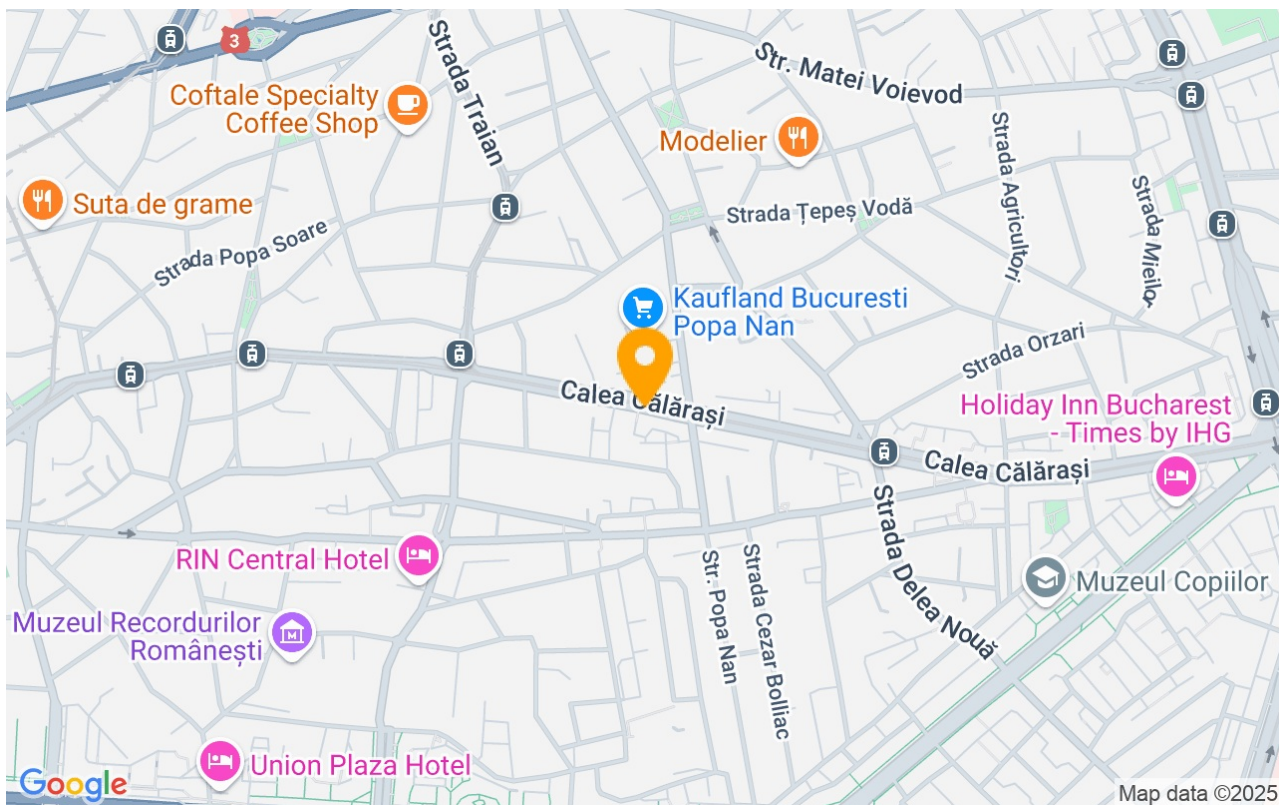 3
Strada Traian
Str. Matei Voievod
Coftale Specialty
Coffee Shop
Modelier
Strada Agricultori
Strada Mieilor
Suta de grame
Strada Țepeș Vodă
Strada Popa Soare
Kaufland Bucuresti
Popa Nan
Strada Orzari
Calea Călărași
Holiday Inn Bucharest
- Times by IHG
Calea Călărași
RIN Central Hotel
Strada Delea Nouă
Str. Popa Nan
Strada Cezar Bolliac
Muzeul Copiilor
Muzeul Recordurilor
Românești
M
Union Plaza Hotel
Google
Map data ©2025